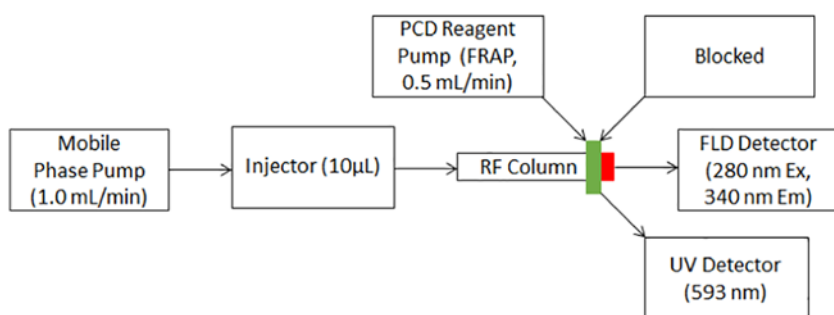 PCD Reagent
Pump (FRAP,
0.5 mL/min)
Blocked
Mobile
Phase Pump
(1.0 mL/min)
Injector (10µL)
RF Column
FLD Detector
(280 nm Ex,
340 nm Em)
UV Detector
(593 nm)